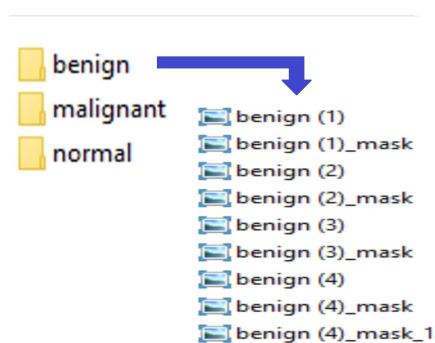 benign
malignant
normal
benign (1)
benign (1)_mask
benign (2)
benign (2)_mask
benign (3)
benign (3)_mask
benign (4)
benign (4)_mask
benign (4)_mask_1